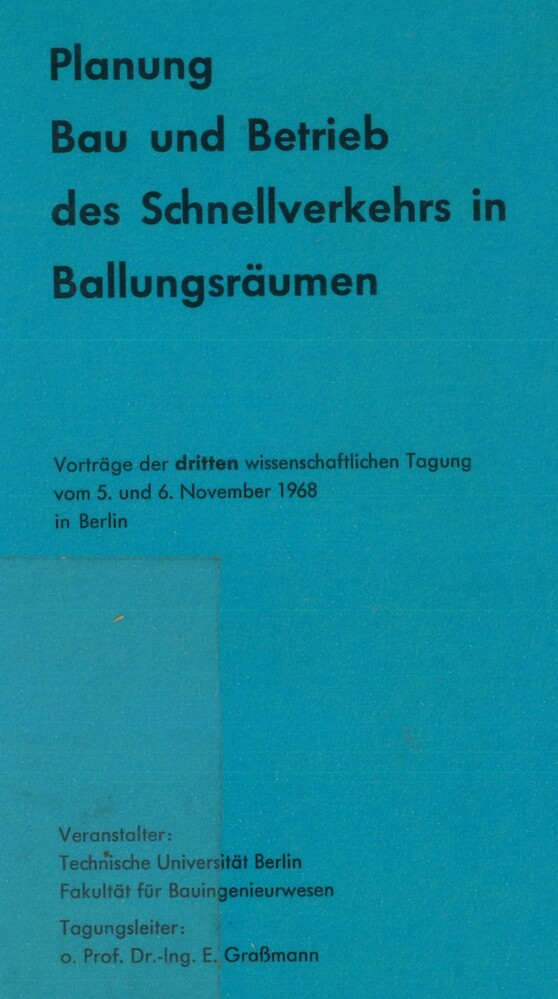 Planung
Bau und Betrieb
des Schnellverkehrs in
Ballungsräumen
Vorträge der dritten wissenschaftlichen Tagung
vom 5. und 6. November 1968
in Berlin
Veranstalter:
Technische Universität Berlin
Fakultät für Bauingenieurwesen
Tagungsleiter:
o. Prof. Dr.-Ing. E. Graßmann